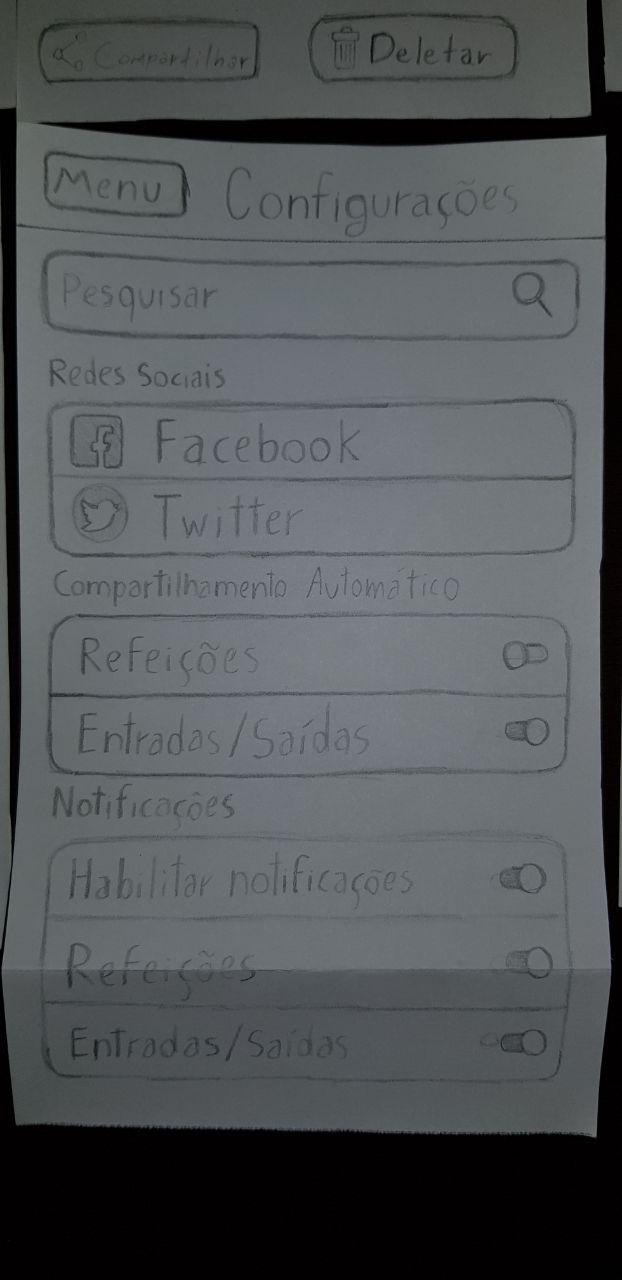 Compartilhar Deletar
Menu Configurações
Pesquisar
Redes Sociais
Facebook
Twitter
Compartilhamento Automático
Refeições
Entradas/Saídas
Notificações
Habilitar notificações
Refeições
Entradas/Saídas